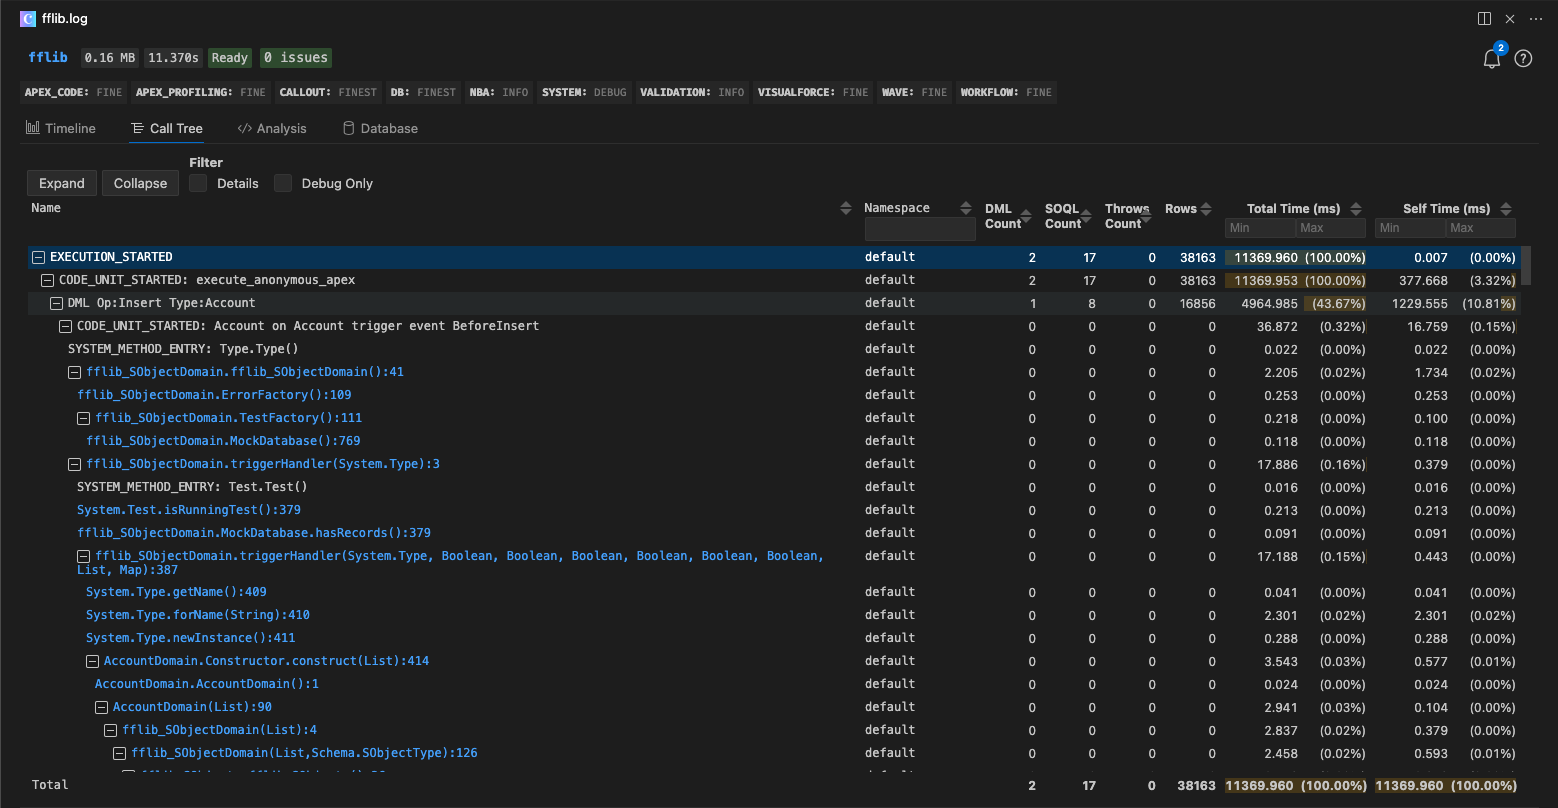 fflib.log
fflib 0.16 MB 11.370s Ready 0 issues 2
APEX_CODE: FINE APEX_PROFILING: FINE CALLOUT: FINEST DB: FINEST NBA: INFO SYSTEM: DEBUG VALIDATION: INFO VISUALFORCE: FINE WAVE: FINE WORKFLOW: FINE
Timeline Call Tree Analysis Database
Filter
Expand Collapse Details Debug Only
Name Namespace DML Count SOQL Count Throws Count Rows Total Time (ms) Self Time (ms)
Min Max Min Max
EXECUTION_STARTED default 2 17 0 38163 11369.960 (100.00%) 0.007 (0.00%)
CODE_UNIT_STARTED: execute_anonymous_apex default 2 17 0 38163 11369.953 (100.00%) 377.668 (3.32%)
DML Op:Insert Type:Account default 1 8 0 16856 4964.985 (43.67%) 1229.555 (10.81%)
CODE_UNIT_STARTED: Account on Account trigger event BeforeInsert default 0 0 0 0 36.872 (0.32%) 16.759 (0.15%)
SYSTEM_METHOD_ENTRY: Type.Type() default 0 0 0 0 0.022 (0.00%) 0.022 (0.00%)
fflib_SObjectDomain.fflib_SObjectDomain():41 default 0 0 0 0 2.205 (0.02%) 1.734 (0.02%)
fflib_SObjectDomain.ErrorFactory():109 default 0 0 0 0 0.253 (0.00%) 0.253 (0.00%)
fflib_SObjectDomain.TestFactory():111 default 0 0 0 0 0.218 (0.00%) 0.100 (0.00%)
fflib_SObjectDomain.MockDatabase():769 default 0 0 0 0 0.118 (0.00%) 0.118 (0.00%)
fflib_SObjectDomain.triggerHandler(System.Type):3 default 0 0 0 0 17.886 (0.16%) 0.379 (0.00%)
SYSTEM_METHOD_ENTRY: Test.Test() default 0 0 0 0 0.016 (0.00%) 0.016 (0.00%)
System.Test.isRunningTest():379 default 0 0 0 0 0.213 (0.00%) 0.213 (0.00%)
fflib_SObjectDomain.MockDatabase.hasRecords():379 default 0 0 0 0 0.091 (0.00%) 0.091 (0.00%)
fflib_SObjectDomain.triggerHandler(System.Type, Boolean, Boolean, Boolean, Boolean, Boolean, Boolean, default 0 0 0 0 17.188 (0.15%) 0.443 (0.00%)
List, Map):387
System.Type.getName():409 default 0 0 0 0 0.041 (0.00%) 0.041 (0.00%)
System.Type.forName(String):410 default 0 0 0 0 2.301 (0.02%) 2.301 (0.02%)
System.Type.newInstance():411 default 0 0 0 0 0.288 (0.00%) 0.288 (0.00%)
AccountDomain.Constructor.construct(List):414 default 0 0 0 0 3.543 (0.03%) 0.577 (0.01%)
AccountDomain.AccountDomain():1 default 0 0 0 0 0.024 (0.00%) 0.024 (0.00%)
AccountDomain(List):90 default 0 0 0 0 2.941 (0.03%) 0.104 (0.00%)
fflib_SObjectDomain(List):4 default 0 0 0 0 2.837 (0.02%) 0.379 (0.00%)
fflib_SObjectDomain(List,Schema.SObjectType):126 default 0 0 0 0 2.458 (0.02%) 0.593 (0.01%)
Total 2 17 0 38163 11369.960 (100.00%) 11369.960 (100.00%)